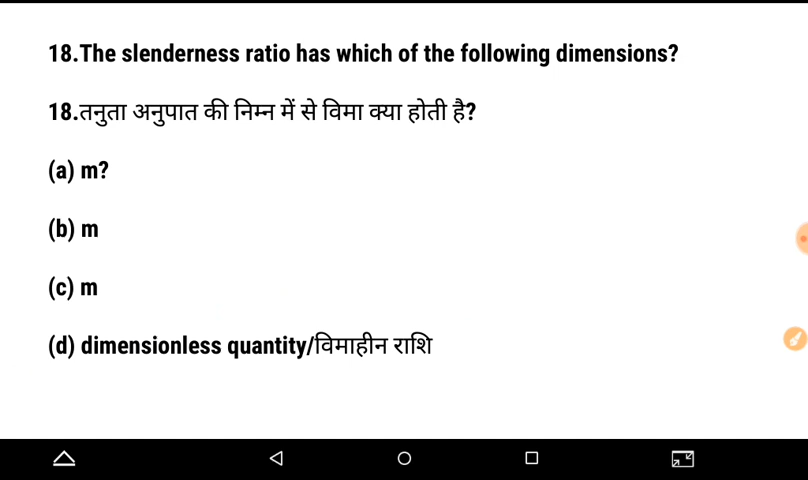 18.The slenderness ratio has which of the following dimensions?
18.तनुता अनुपात की निम्न में से विमा क्या होती है?
(a) m?
(b) m
(c) m
(d) dimensionless quantity/विमाहीन राशि